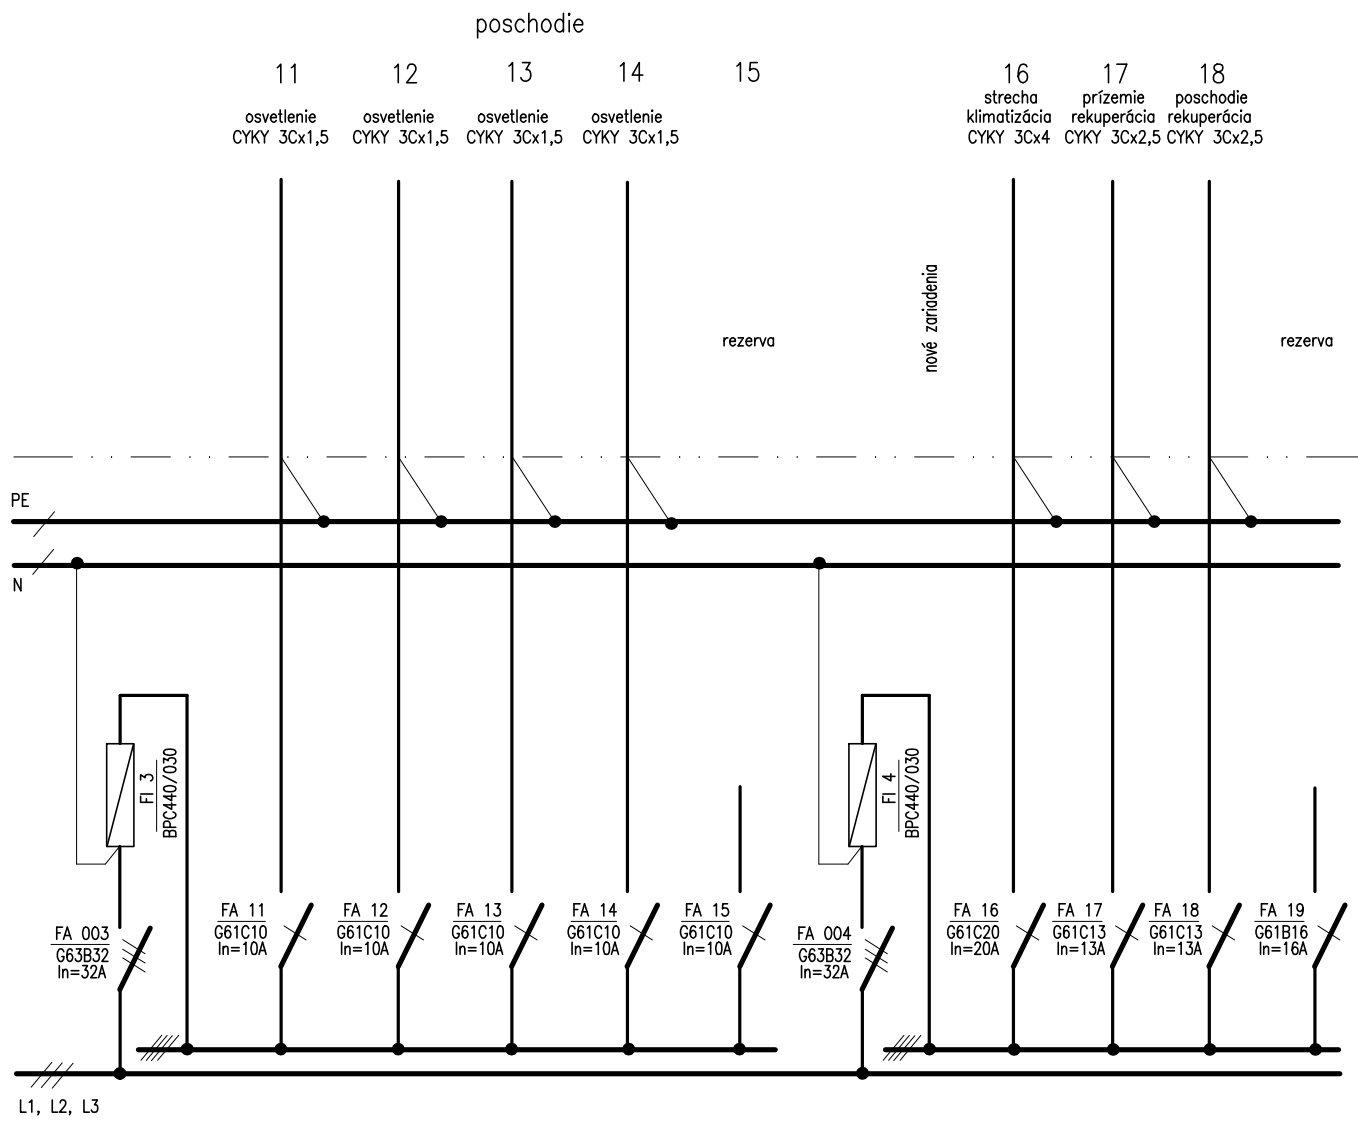 poschodie
11
12
13
14
15
16
17
18
osvetlenie
CYKY 3Cx1,5
osvetlenie
CYKY 3Cx1,5
osvetlenie
CYKY 3Cx1,5
osvetlenie
CYKY 3Cx1,5
strecha
klimatizácia
CYKY 3Cx4
prízemie
rekuperácia
CYKY 3Cx2,5
poschodie
rekuperácia
CYKY 3Cx2,5
rezerva
nové zariadenia
rezerva
PE
N
FI 3
BPC440/030
FI 4
BPC440/030
FA 003
G63B32
In=32A
FA 11
G61C10
In=10A
FA 12
G61C10
In=10A
FA 13
G61C10
In=10A
FA 14
G61C10
In=10A
FA 15
G61C10
In=10A
FA 004
G63B32
In=32A
FA 16
G61C20
In=20A
FA 17
G61C13
In=13A
FA 18
G61C13
In=13A
FA 19
G61B16
In=16A
L1, L2, L3